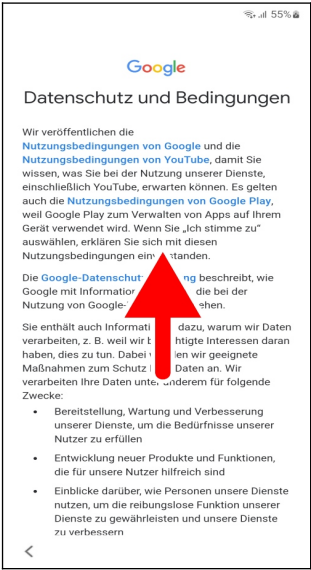 55%
Google
Datenschutz und Bedingungen
Wir veröffentlichen die
Nutzungsbedingungen von Google und die
Nutzungsbedingungen von YouTube, damit Sie
wissen, was Sie bei der Nutzung unserer Dienste,
einschließlich YouTube, erwarten können. Es gelten
auch die Nutzungsbedingungen von Google Play,
weil Google Play zum Verwalten von Apps auf Ihrem
Gerät verwendet wird. Wenn Sie „Ich stimme zu“
auswählen, erklären Sie sich mit diesen
Nutzungsbedingungen einverstanden.
Die beschreibt, wie
Google mit die bei der
Nutzung von
Sie enthält auch dazu, warum wir Daten
verarbeiten, z. B. weil wir Interessen daran
haben, dies zu tun. Dabei wir geeignete
Maßnahmen zum Schutz Daten an. Wir
verarbeiten Ihre Daten unter anderem für folgende
Zwecke:
• Bereitstellung, Wartung und Verbesserung
unserer Dienste, um die Bedürfnisse unserer
Nutzer zu erfüllen
• Entwicklung neuer Produkte und Funktionen,
die für unsere Nutzer hilfreich sind
• Einblicke darüber, wie Personen unsere Dienste
nutzen, um die reibungslose Funktion unserer
Dienste zu gewährleisten und unsere Dienste
zu verbessern